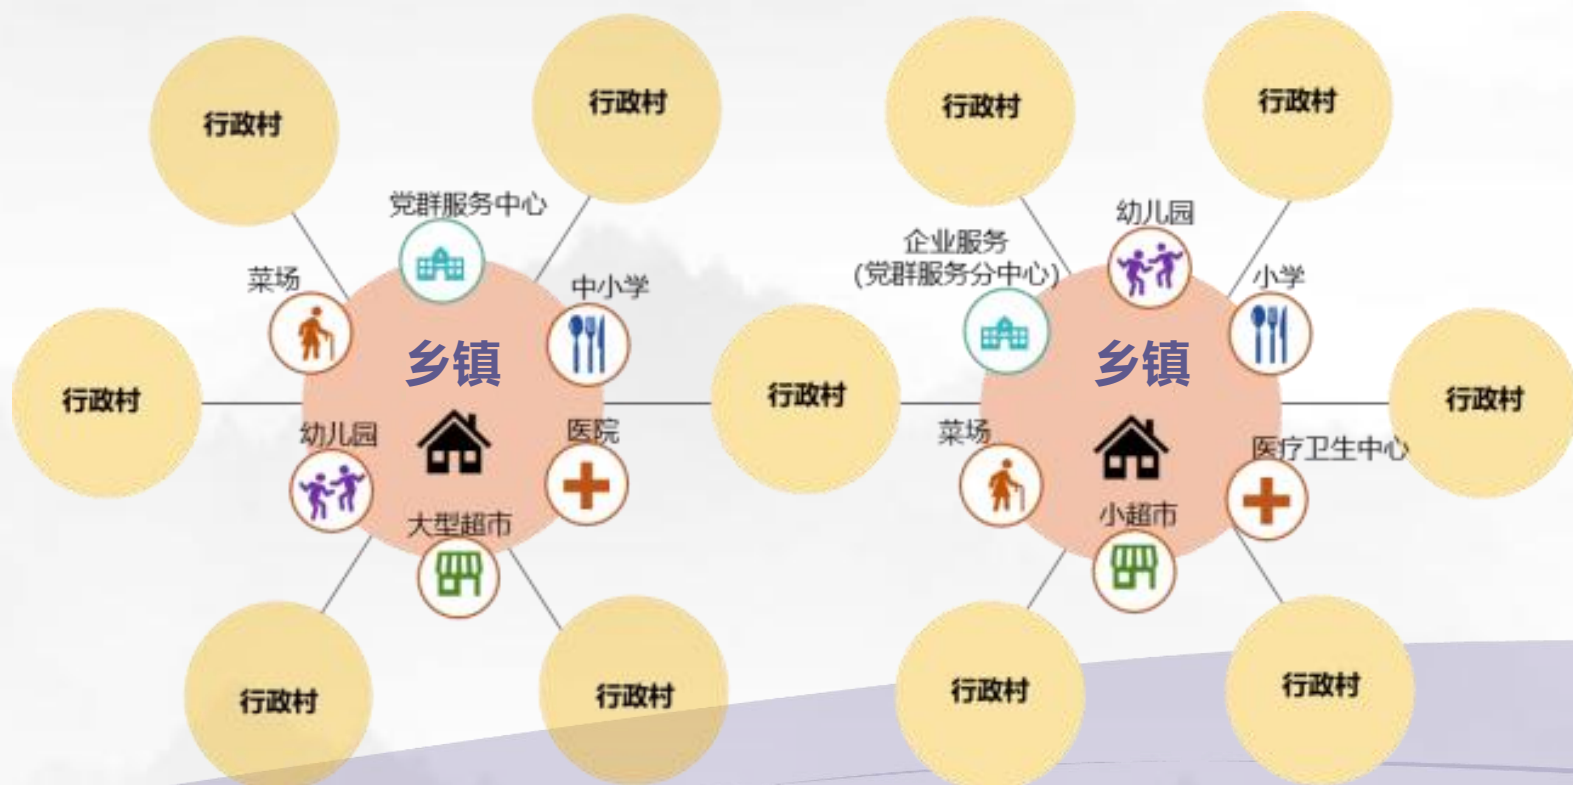 行政村
行政村
行政村
行政村
党群服务中心
幼儿园
企业服务
(党群服务分中心)
菜场
中小学
小学
乡镇
乡镇
行政村
行政村
行政村
幼儿园
医院
菜场
医疗卫生中心
大型超市
小超市
行政村
行政村
行政村
行政村